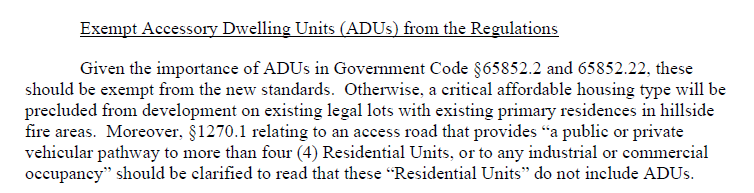 Exempt Accessory Dwelling Units (ADUs) from the Regulations
Given the importance of ADUs in Government Code §65852.2 and 65852.22, these
should be exempt from the new standards.  Otherwise, a critical affordable housing type will be
precluded from development on existing legal lots with existing primary residences in hillside
fire areas.  Moreover, §1270.1 relating to an access road that provides “a public or private
vehicular pathway to more than four (4) Residential Units, or to any industrial or commercial
occupancy” should be clarified to read that these “Residential Units” do not include ADUs.